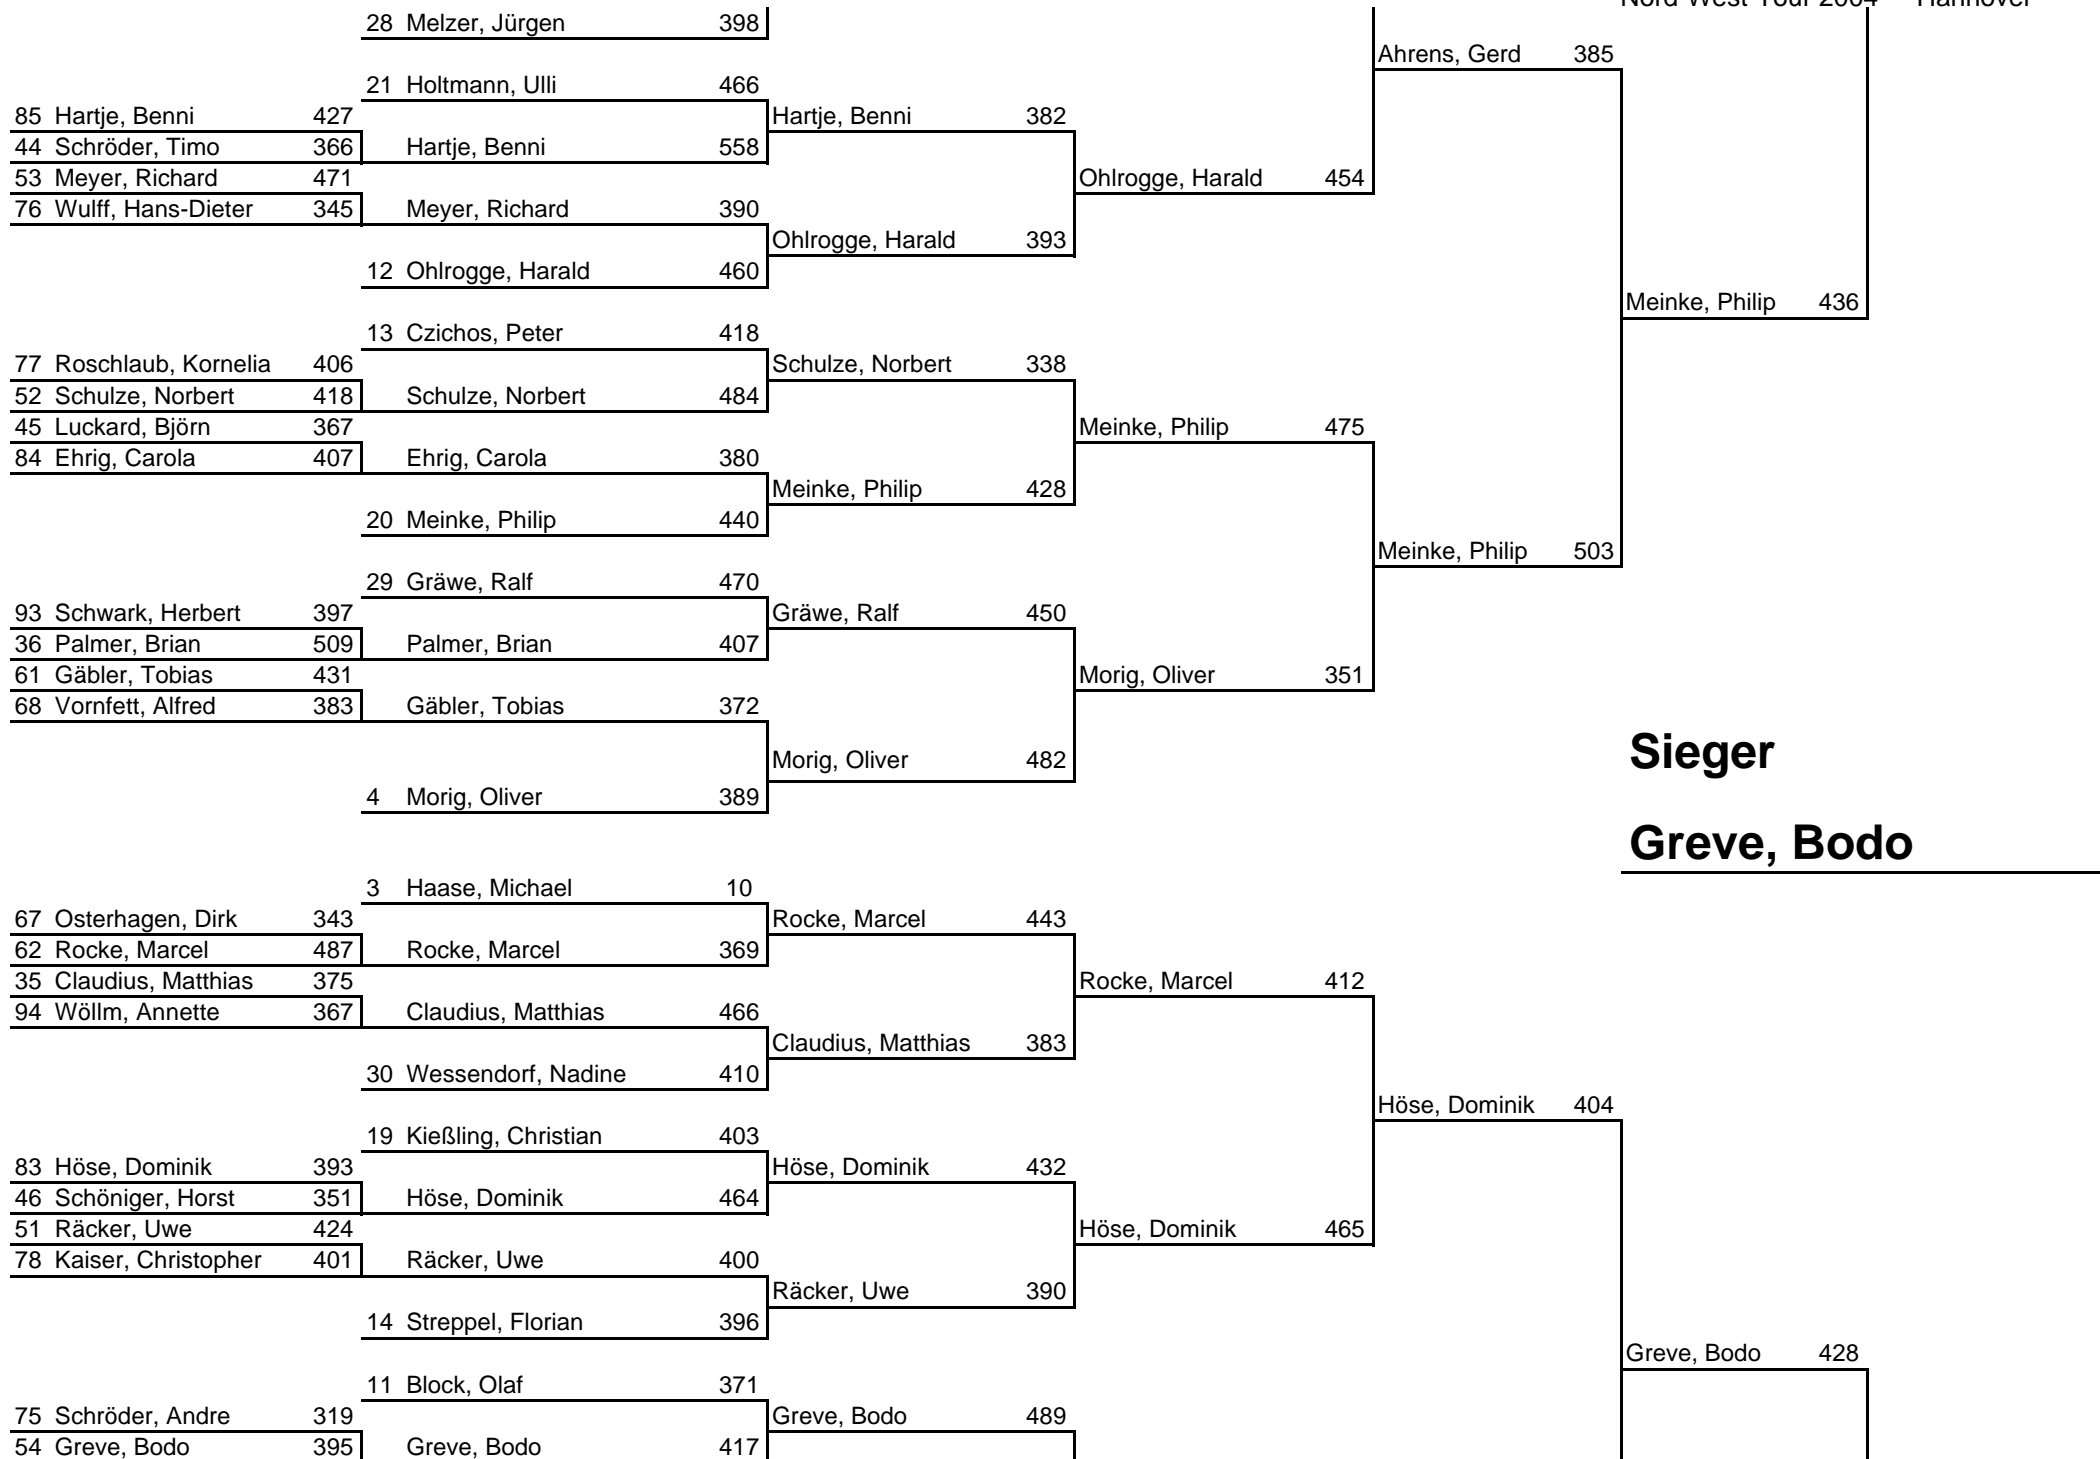 Nord-West-Tour 2004 Hannover
28 Melzer, Jürgen 398
Ahrens, Gerd 385
21 Holtmann, Ulli 466
85 Hartje, Benni 427 Hartje, Benni 382
44 Schröder, Timo 366 Hartje, Benni 558
53 Meyer, Richard 471 Ohlrogge, Harald 454
76 Wulff, Hans-Dieter 345 Meyer, Richard 390
Ohlrogge, Harald 393
12 Ohlrogge, Harald 460
Meinke, Philip 436
13 Czichos, Peter 418
77 Roschlaub, Kornelia 406 Schulze, Norbert 338
52 Schulze, Norbert 418 Schulze, Norbert 484
45 Luckard, Björn 367 Meinke, Philip 475
84 Ehrig, Carola 407 Ehrig, Carola 380
Meinke, Philip 428
20 Meinke, Philip 440
Meinke, Philip 503
29 Gräwe, Ralf 470
93 Schwark, Herbert 397 Gräwe, Ralf 450
36 Palmer, Brian 509 Palmer, Brian 407
61 Gäbler, Tobias 431 Morig, Oliver 351
68 Vornfett, Alfred 383 Gäbler, Tobias 372
Sieger
Morig, Oliver 482
4 Morig, Oliver 389
Greve, Bodo
3 Haase, Michael 10
67 Osterhagen, Dirk 343 Rocke, Marcel 443
62 Rocke, Marcel 487 Rocke, Marcel 369
35 Claudius, Matthias 375 Rocke, Marcel 412
94 Wöllm, Annette 367 Claudius, Matthias 466
Claudius, Matthias 383
30 Wessendorf, Nadine 410
Höse, Dominik 404
19 Kießling, Christian 403
83 Höse, Dominik 393 Höse, Dominik 432
46 Schöniger, Horst 351 Höse, Dominik 464
51 Räcker, Uwe 424 Höse, Dominik 465
78 Kaiser, Christopher 401 Räcker, Uwe 400
Räcker, Uwe 390
14 Streppel, Florian 396
Greve, Bodo 428
11 Block, Olaf 371
75 Schröder, Andre 319 Greve, Bodo 489
54 Greve, Bodo 395 Greve, Bodo 417